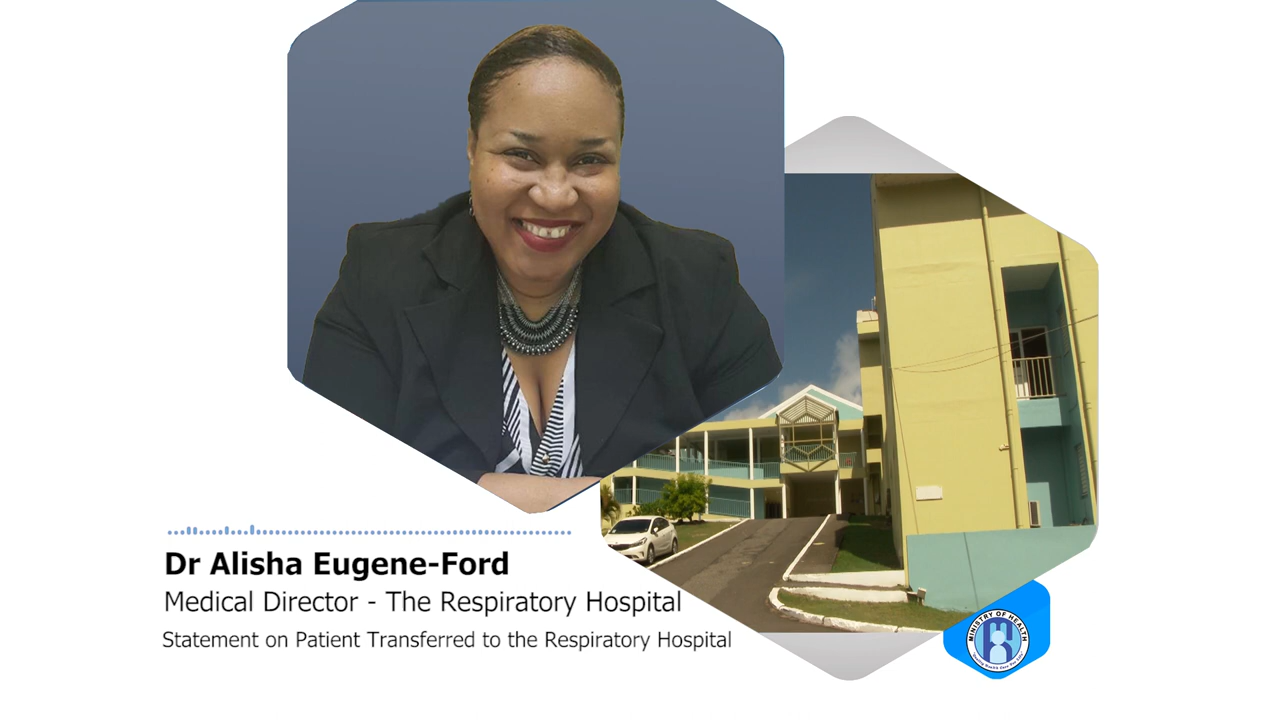 Dr Alisha Eugene-Ford
Medical Director - The Respiratory Hospital
Statement on Patient Transferred to the Respiratory Hospital
MINISTRY OF HEALTH